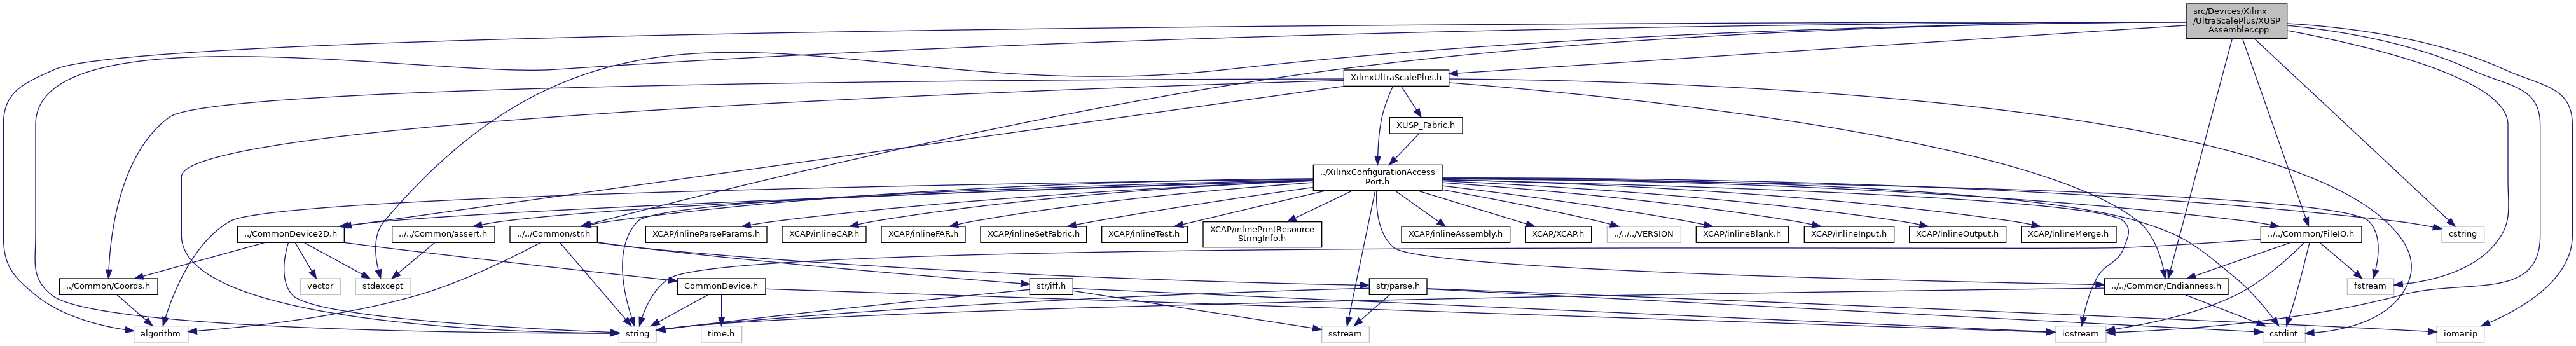 src/Devices/Xilinx
/UltraScalePlus/XUSP
_Assembler.cpp
XilinxUltraScalePlus.h
XUSP_Fabric.h
../XilinxConfigurationAccess
Port.h
../CommonDevice2D.h
../../Common/assert.h
../../Common/str.h
XCAP/inlineParseParams.h
XCAP/inlineCAP.h
XCAP/inlineFAR.h
XCAP/inlineSetFabric.h
XCAP/inlineTest.h
XCAP/inlinePrintResource
StringInfo.h
XCAP/inlineAssembly.h
XCAP/XCAP.h
../../../VERSION
XCAP/inlineBlank.h
XCAP/inlineInput.h
XCAP/inlineOutput.h
XCAP/inlineMerge.h
../../Common/FileIO.h
cstring
../Common/Coords.h
vector
stdexcept
CommonDevice.h
str/iff.h
str/parse.h
../../Common/Endianness.h
fstream
algorithm
string
time.h
sstream
iostream
cstdint
iomanip